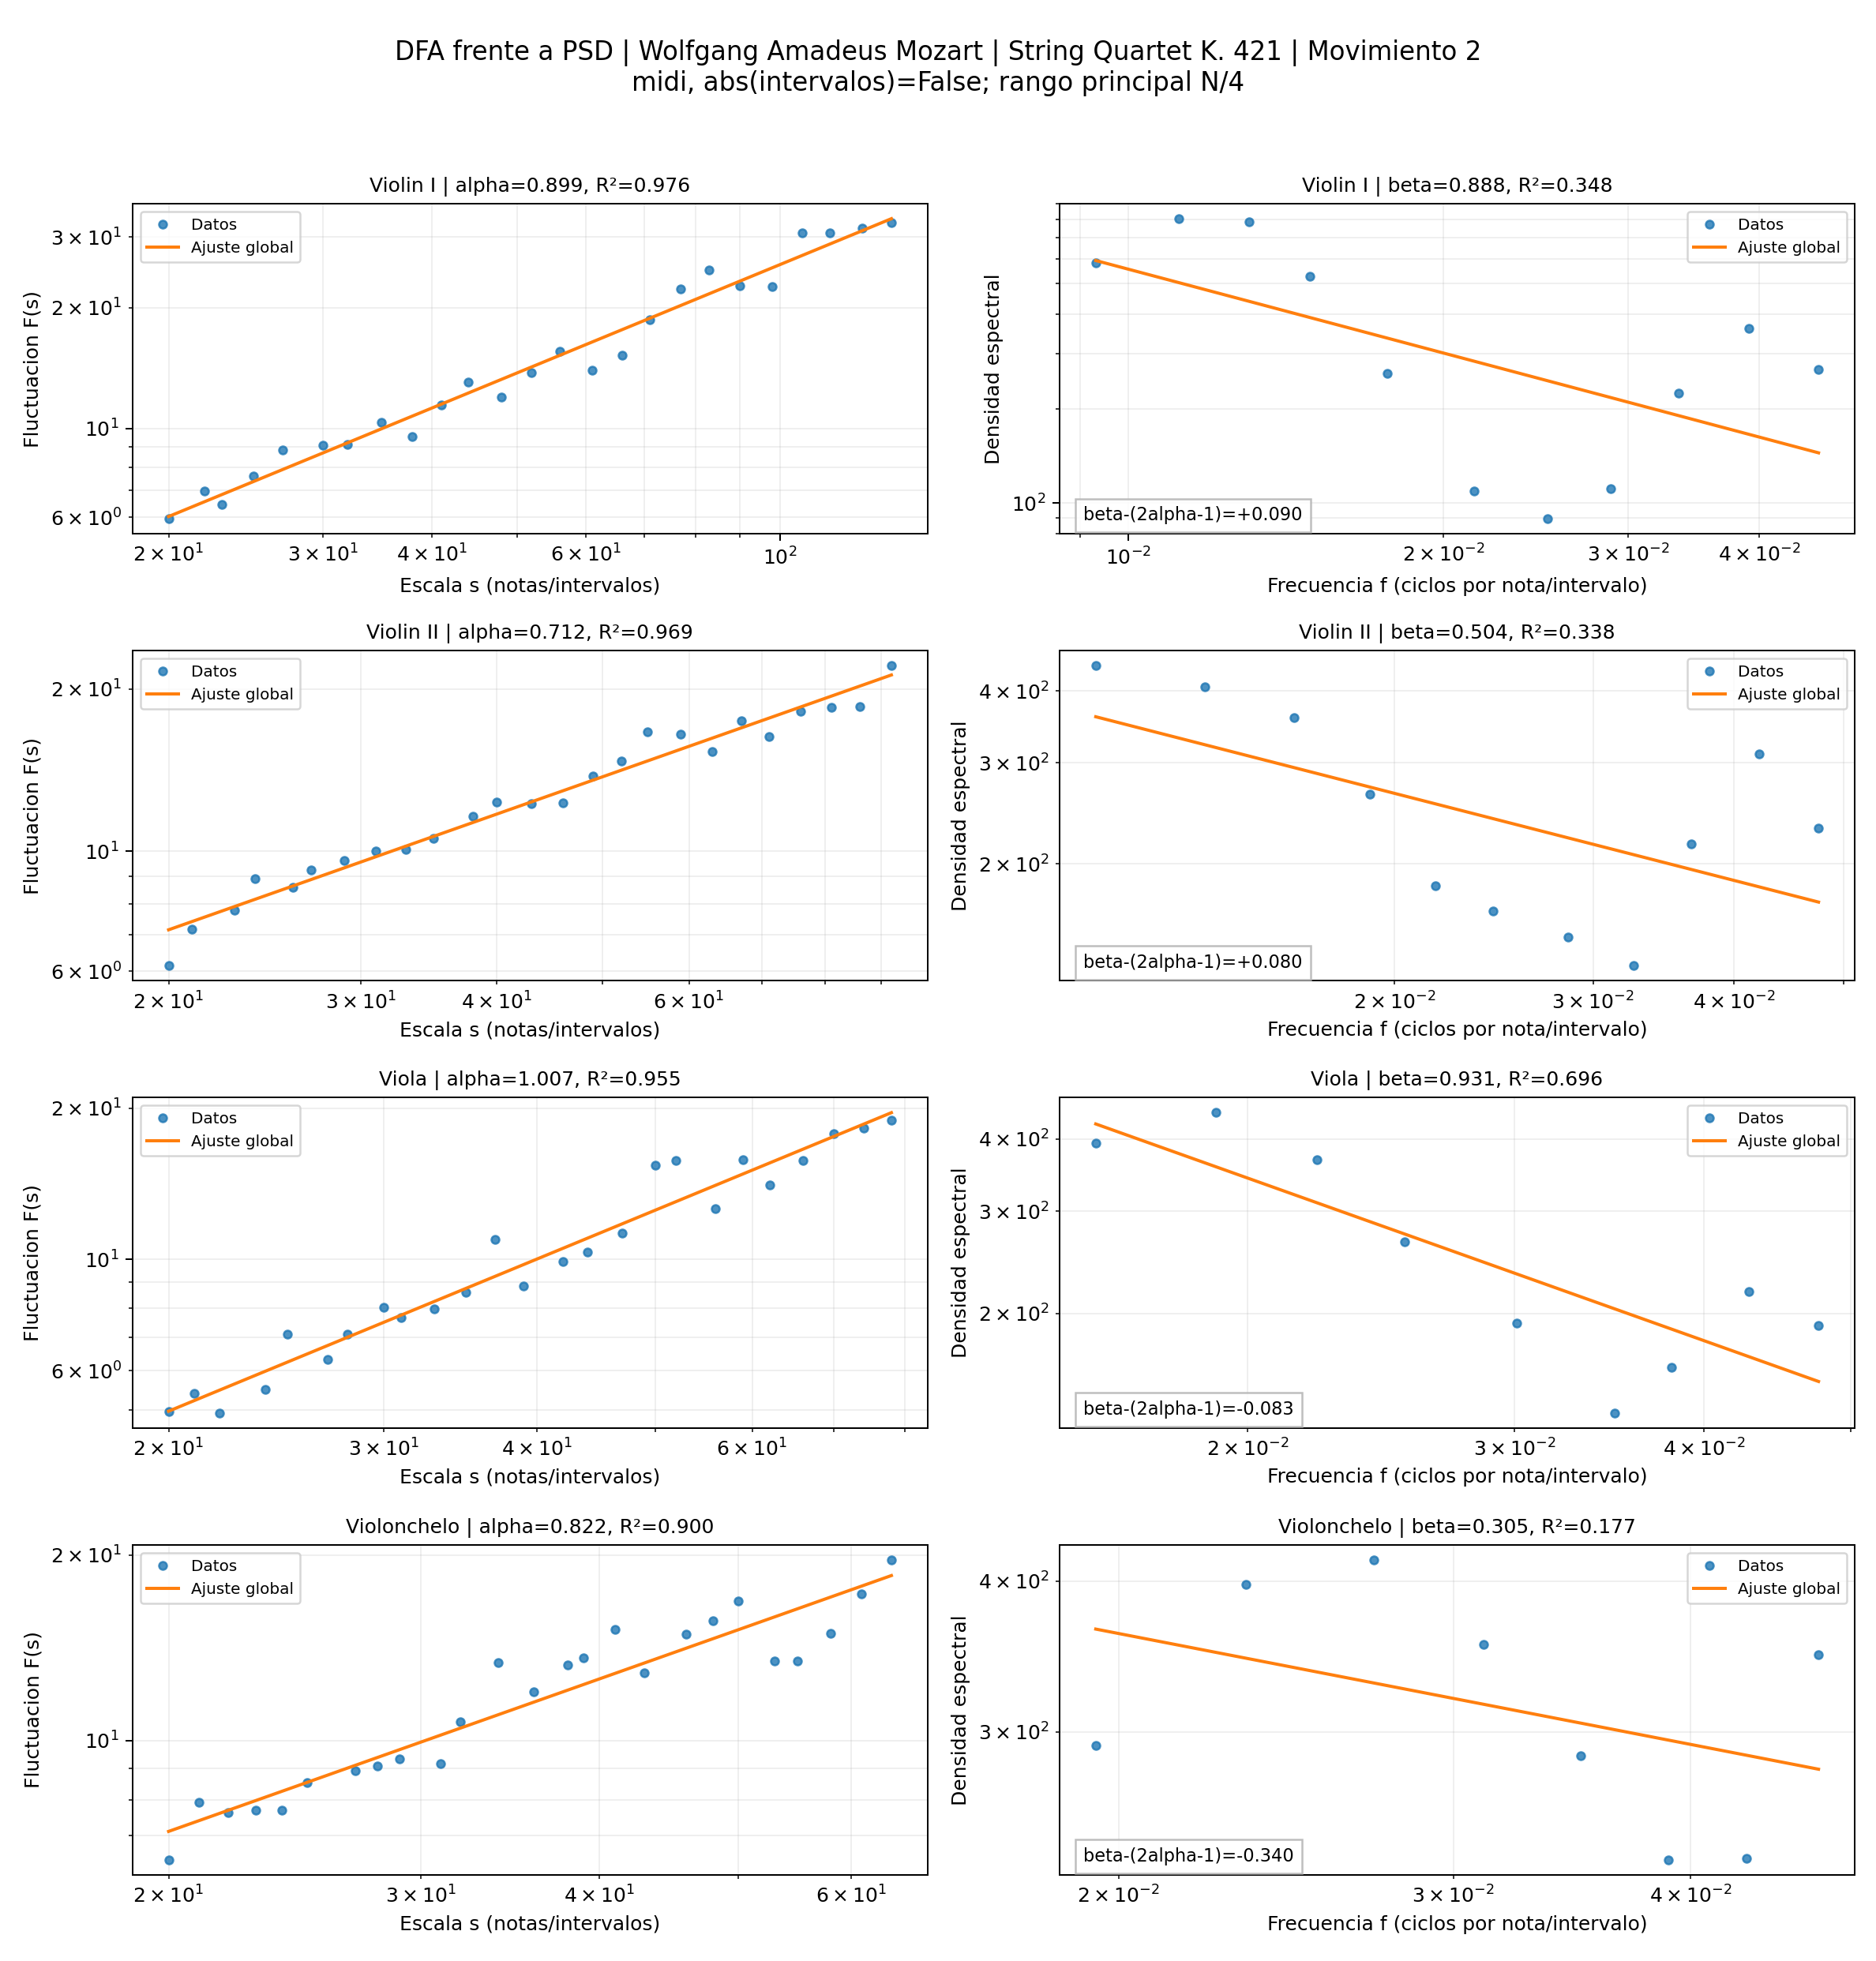 DFA frente a PSD | Wolfgang Amadeus Mozart | String Quartet K. 421 | Movimiento 2
midi, abs(intervalos)=False; rango principal N/4
Violin I | alpha=0.899, R²=0.976
Datos
Ajuste global
Fluctuacion F(s)
3 × 10¹
2 × 10¹
10¹
6 × 10⁰
2 × 10¹
3 × 10¹
4 × 10¹
6 × 10¹
10²
Escala s (notas/intervalos)
Violin I | beta=0.888, R²=0.348
Datos
Ajuste global
Densidad espectral
10²
beta-(2alpha-1)=+0.090
10⁻²
2 × 10⁻²
3 × 10⁻²
4 × 10⁻²
Frecuencia f (ciclos por nota/intervalo)
Violin II | alpha=0.712, R²=0.969
Datos
Ajuste global
Fluctuacion F(s)
2 × 10¹
10¹
6 × 10⁰
2 × 10¹
3 × 10¹
4 × 10¹
6 × 10¹
Escala s (notas/intervalos)
Violin II | beta=0.504, R²=0.338
Datos
Ajuste global
Densidad espectral
4 × 10²
3 × 10²
2 × 10²
beta-(2alpha-1)=+0.080
2 × 10⁻²
3 × 10⁻²
4 × 10⁻²
Frecuencia f (ciclos por nota/intervalo)
Viola | alpha=1.007, R²=0.955
Datos
Ajuste global
Fluctuacion F(s)
2 × 10¹
10¹
6 × 10⁰
2 × 10¹
3 × 10¹
4 × 10¹
6 × 10¹
Escala s (notas/intervalos)
Viola | beta=0.931, R²=0.696
Datos
Ajuste global
Densidad espectral
4 × 10²
3 × 10²
2 × 10²
beta-(2alpha-1)=-0.083
2 × 10⁻²
3 × 10⁻²
4 × 10⁻²
Frecuencia f (ciclos por nota/intervalo)
Violonchelo | alpha=0.822, R²=0.900
Datos
Ajuste global
Fluctuacion F(s)
2 × 10¹
10¹
2 × 10¹
3 × 10¹
4 × 10¹
6 × 10¹
Escala s (notas/intervalos)
Violonchelo | beta=0.305, R²=0.177
Datos
Ajuste global
Densidad espectral
4 × 10²
3 × 10²
beta-(2alpha-1)=-0.340
2 × 10⁻²
3 × 10⁻²
4 × 10⁻²
Frecuencia f (ciclos por nota/intervalo)